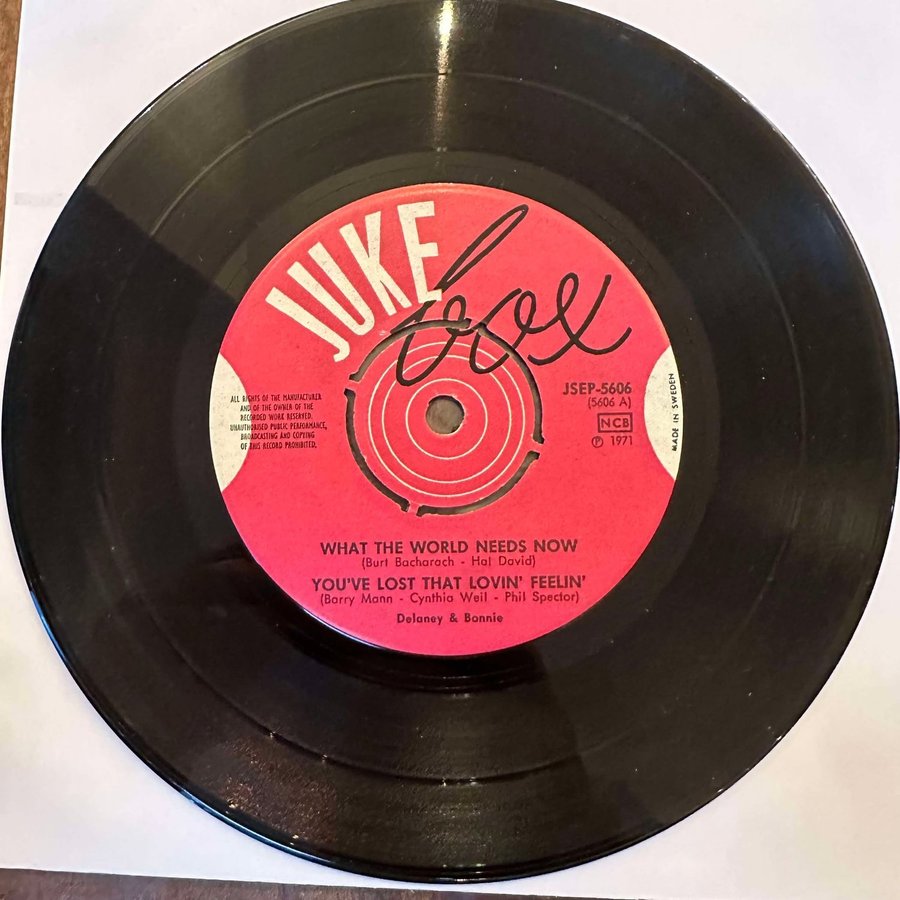 JUKE
box
ALL RIGHTS OF THE MANUFACTURER
AND OF THE OWNER OF THE
RECORDED WORK RESERVED.
UNAUTHORISED PUBLIC PERFORMANCE,
BROADCASTING AND COPYING
OF THIS RECORD PROHIBITED.
JSEP-5606
(5606 A)
NCB
Ⓟ 1971
MADE IN SWEDEN
WHAT THE WORLD NEEDS NOW
(Burt Bacharach - Hal David)
YOU'VE LOST THAT LOVIN' FEELIN'
(Barry Mann - Cynthia Weil - Phil Spector)
Delaney & Bonnie